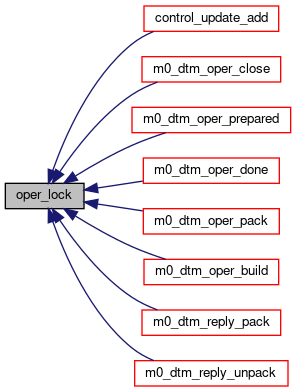 control_update_add
m0_dtm_oper_close
m0_dtm_oper_prepared
m0_dtm_oper_done
oper_lock
m0_dtm_oper_pack
m0_dtm_oper_build
m0_dtm_reply_pack
m0_dtm_reply_unpack